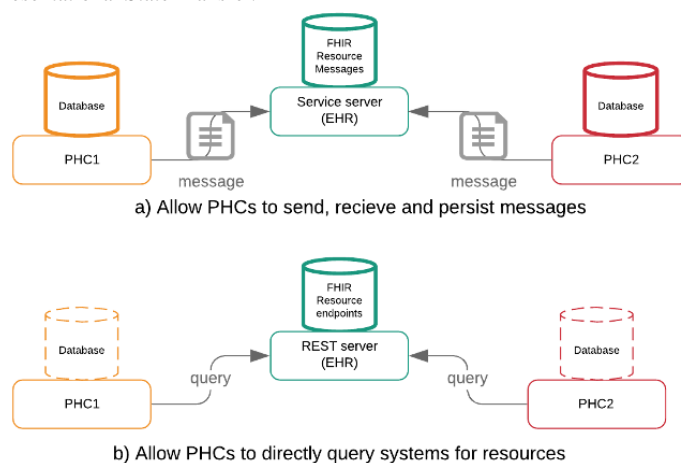 FHIR
Resource
Messages
Database
Service server
(EHR)
Database
PHC1
PHC2
message
message
a) Allow PHCs to send, recieve and persist messages
FHIR
Resource
endpoints
Database
REST server
(EHR)
Database
query
query
PHC1
PHC2
b) Allow PHCs to directly query systems for resources